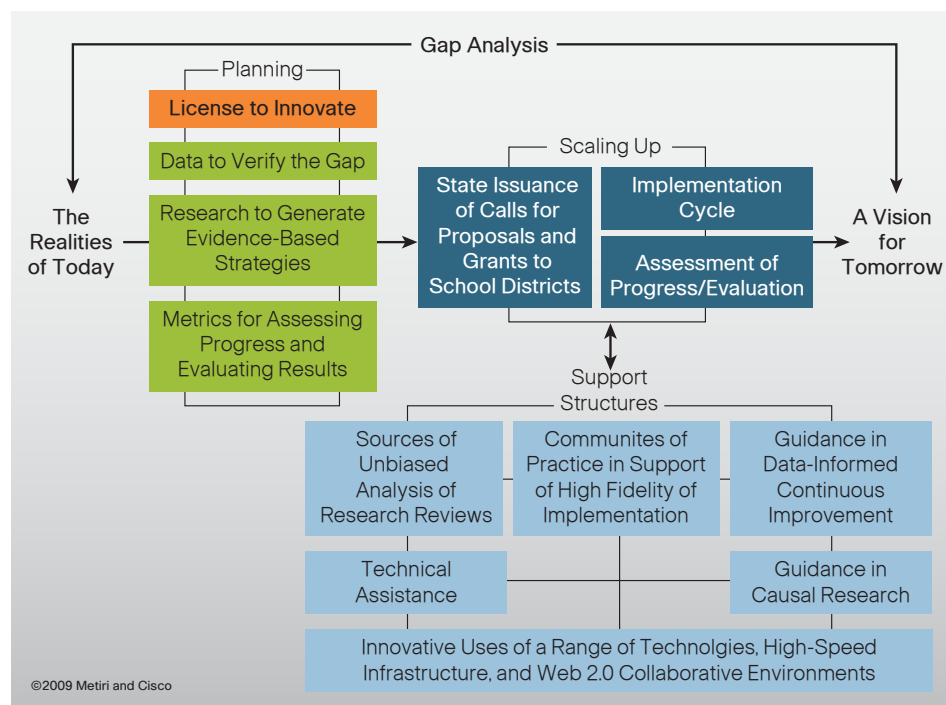 Gap Analysis
Planning
License to Innovate
Data to Verify the Gap
Research to Generate
Evidence-Based
Strategies
Metrics for Assessing
Progress and
Evaluating Results
The
Realities
of Today
Scaling Up
State Issuance
of Calls for
Proposals and
Grants to
School Districts
Implementation
Cycle
Assessment of
Progress/Evaluation
A Vision
for
Tomorrow
Support
Structures
Sources of
Unbiased
Analysis of
Research Reviews
Communites of
Practice in Support
of High Fidelity of
Implementation
Guidance in
Data-Informed
Continuous
Improvement
Technical
Assistance
Guidance in
Causal Research
Innovative Uses of a Range of Technolgies, High-Speed
Infrastructure, and Web 2.0 Collaborative Environments
©2009 Metiri and Cisco